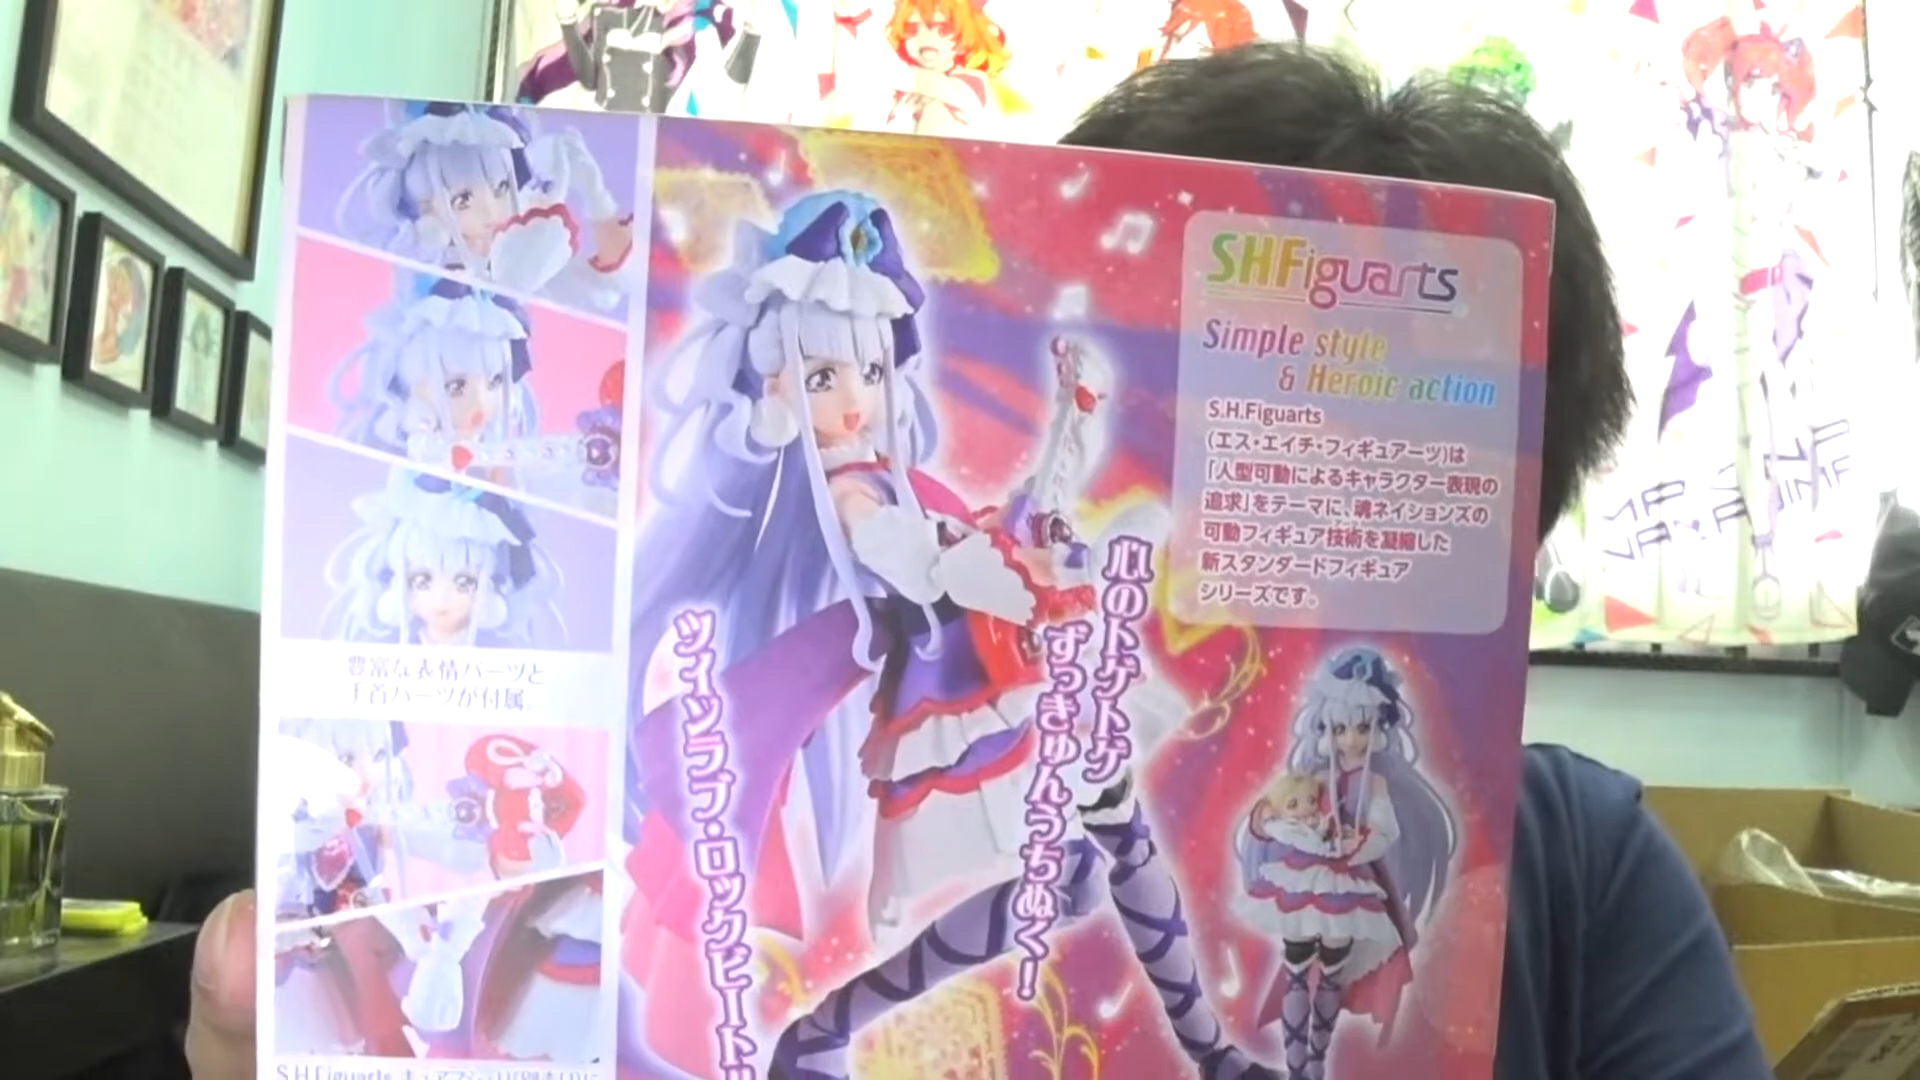 SHFiguarts
Simple style
& Heroic action
S.H.Figuarts
(エス・エイチ・フィギュアーツ)は
「人型可動によるキャラクター表現の
追求」をテーマに、魂ネイションズの
可動フィギュア技術を凝縮した
新スタンダードフィギュア
シリーズです。
心のトゲトゲ
ずっきゅんうちぬく!
ツインラブ・ロックビート!!
豊富な表情パーツと
手首パーツが付属。
S.H.Figuarts